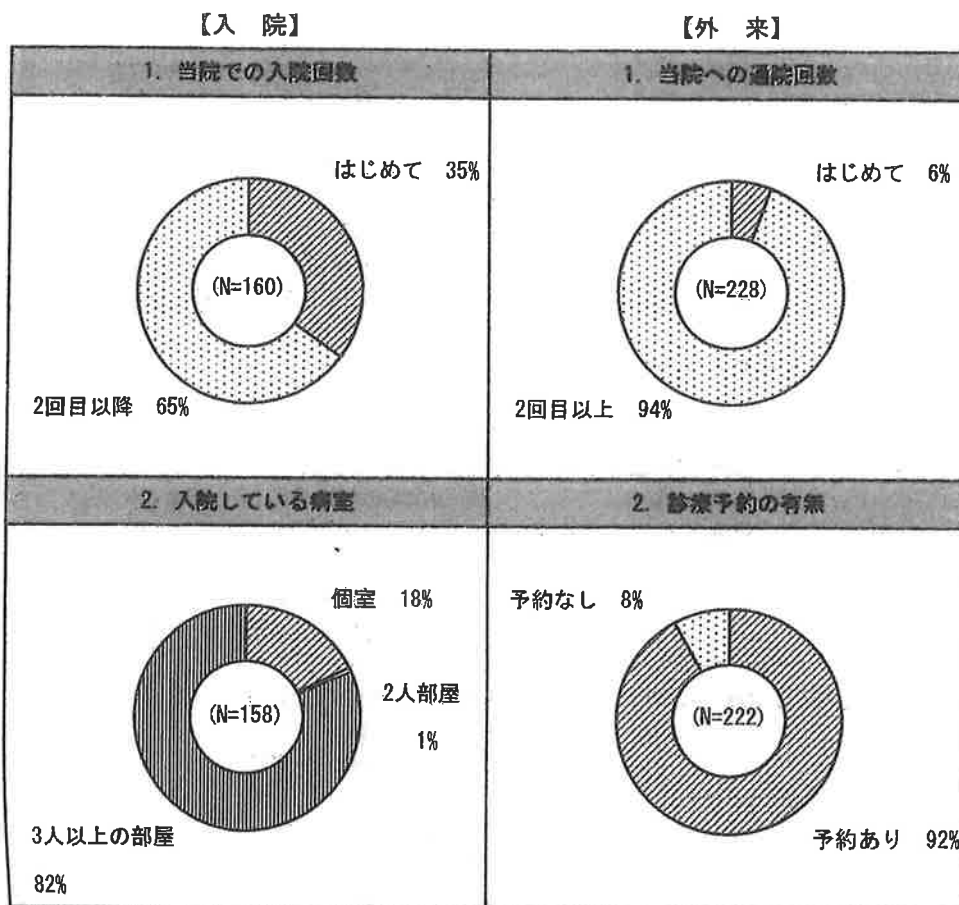 【入 院】
【外 来】
1. 当院での入院回数
1. 当院への通院回数
はじめて 35%
(N=160)
2回目以降 65%
はじめて 6%
(N=228)
2回目以上 94%
2. 入院している病室
2. 診療予約の有無
個室 18%
(N=158)
2人部屋
1%
3人以上の部屋
82%
予約なし 8%
(N=222)
予約あり 92%